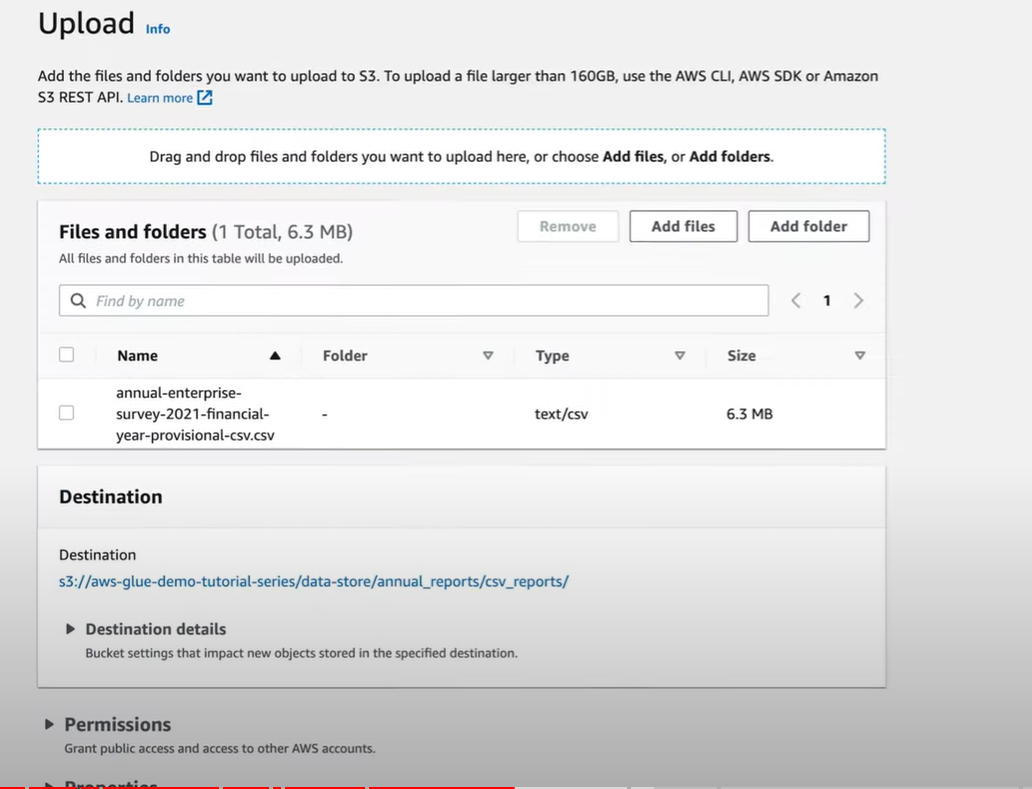 Upload Info
Add the files and folders you want to upload to S3. To upload a file larger than 160GB, use the AWS CLI, AWS SDK or Amazon
S3 REST API. Learn more
Drag and drop files and folders you want to upload here, or choose Add files, or Add folders.
Files and folders (1 Total, 6.3 MB)
Remove
Add files
Add folder
All files and folders in this table will be uploaded.
Find by name
1
Name
Folder
Type
Size
annual-enterprise-
survey-2021-financial-
year-provisional-csv.csv
-
text/csv
6.3 MB
Destination
Destination
s3://aws-glue-demo-tutorial-series/data-store/annual_reports/csv_reports/
Destination details
Bucket settings that impact new objects stored in the specified destination.
Permissions
Grant public access and access to other AWS accounts.
Properties